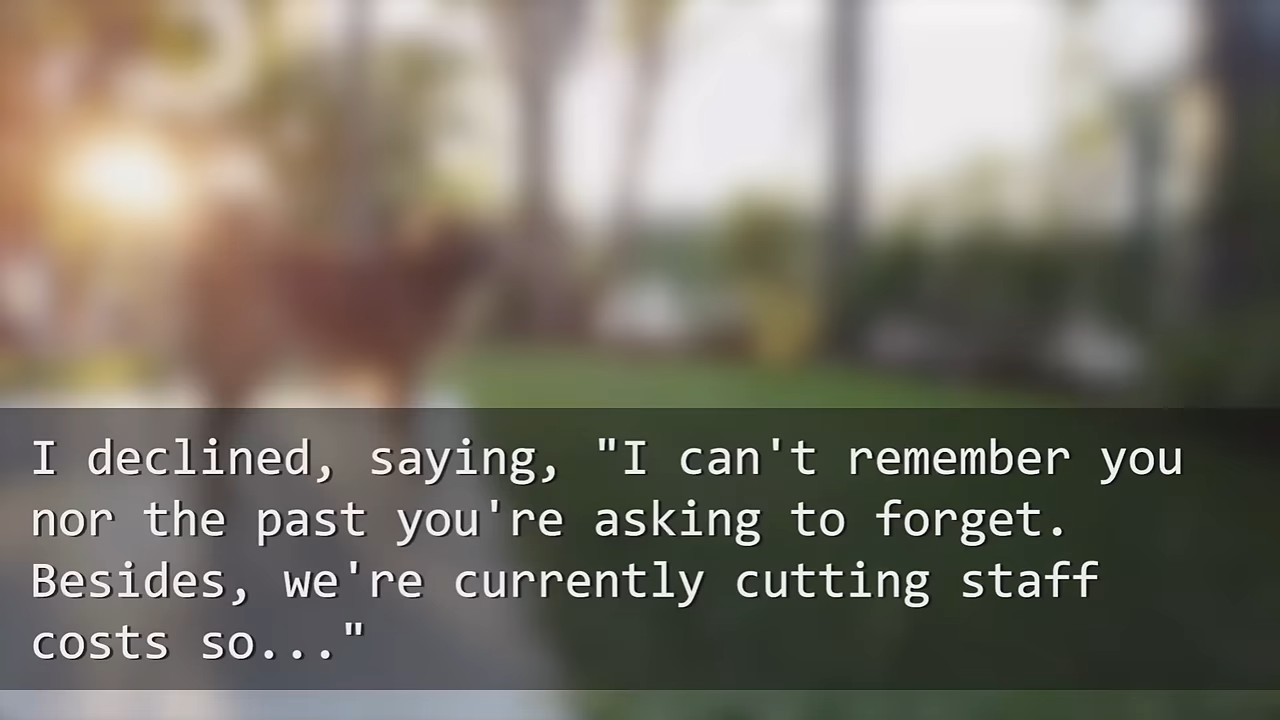 I declined, saying, "I can't remember you
nor the past you're asking to forget.
Besides, we're currently cutting staff
costs so..."